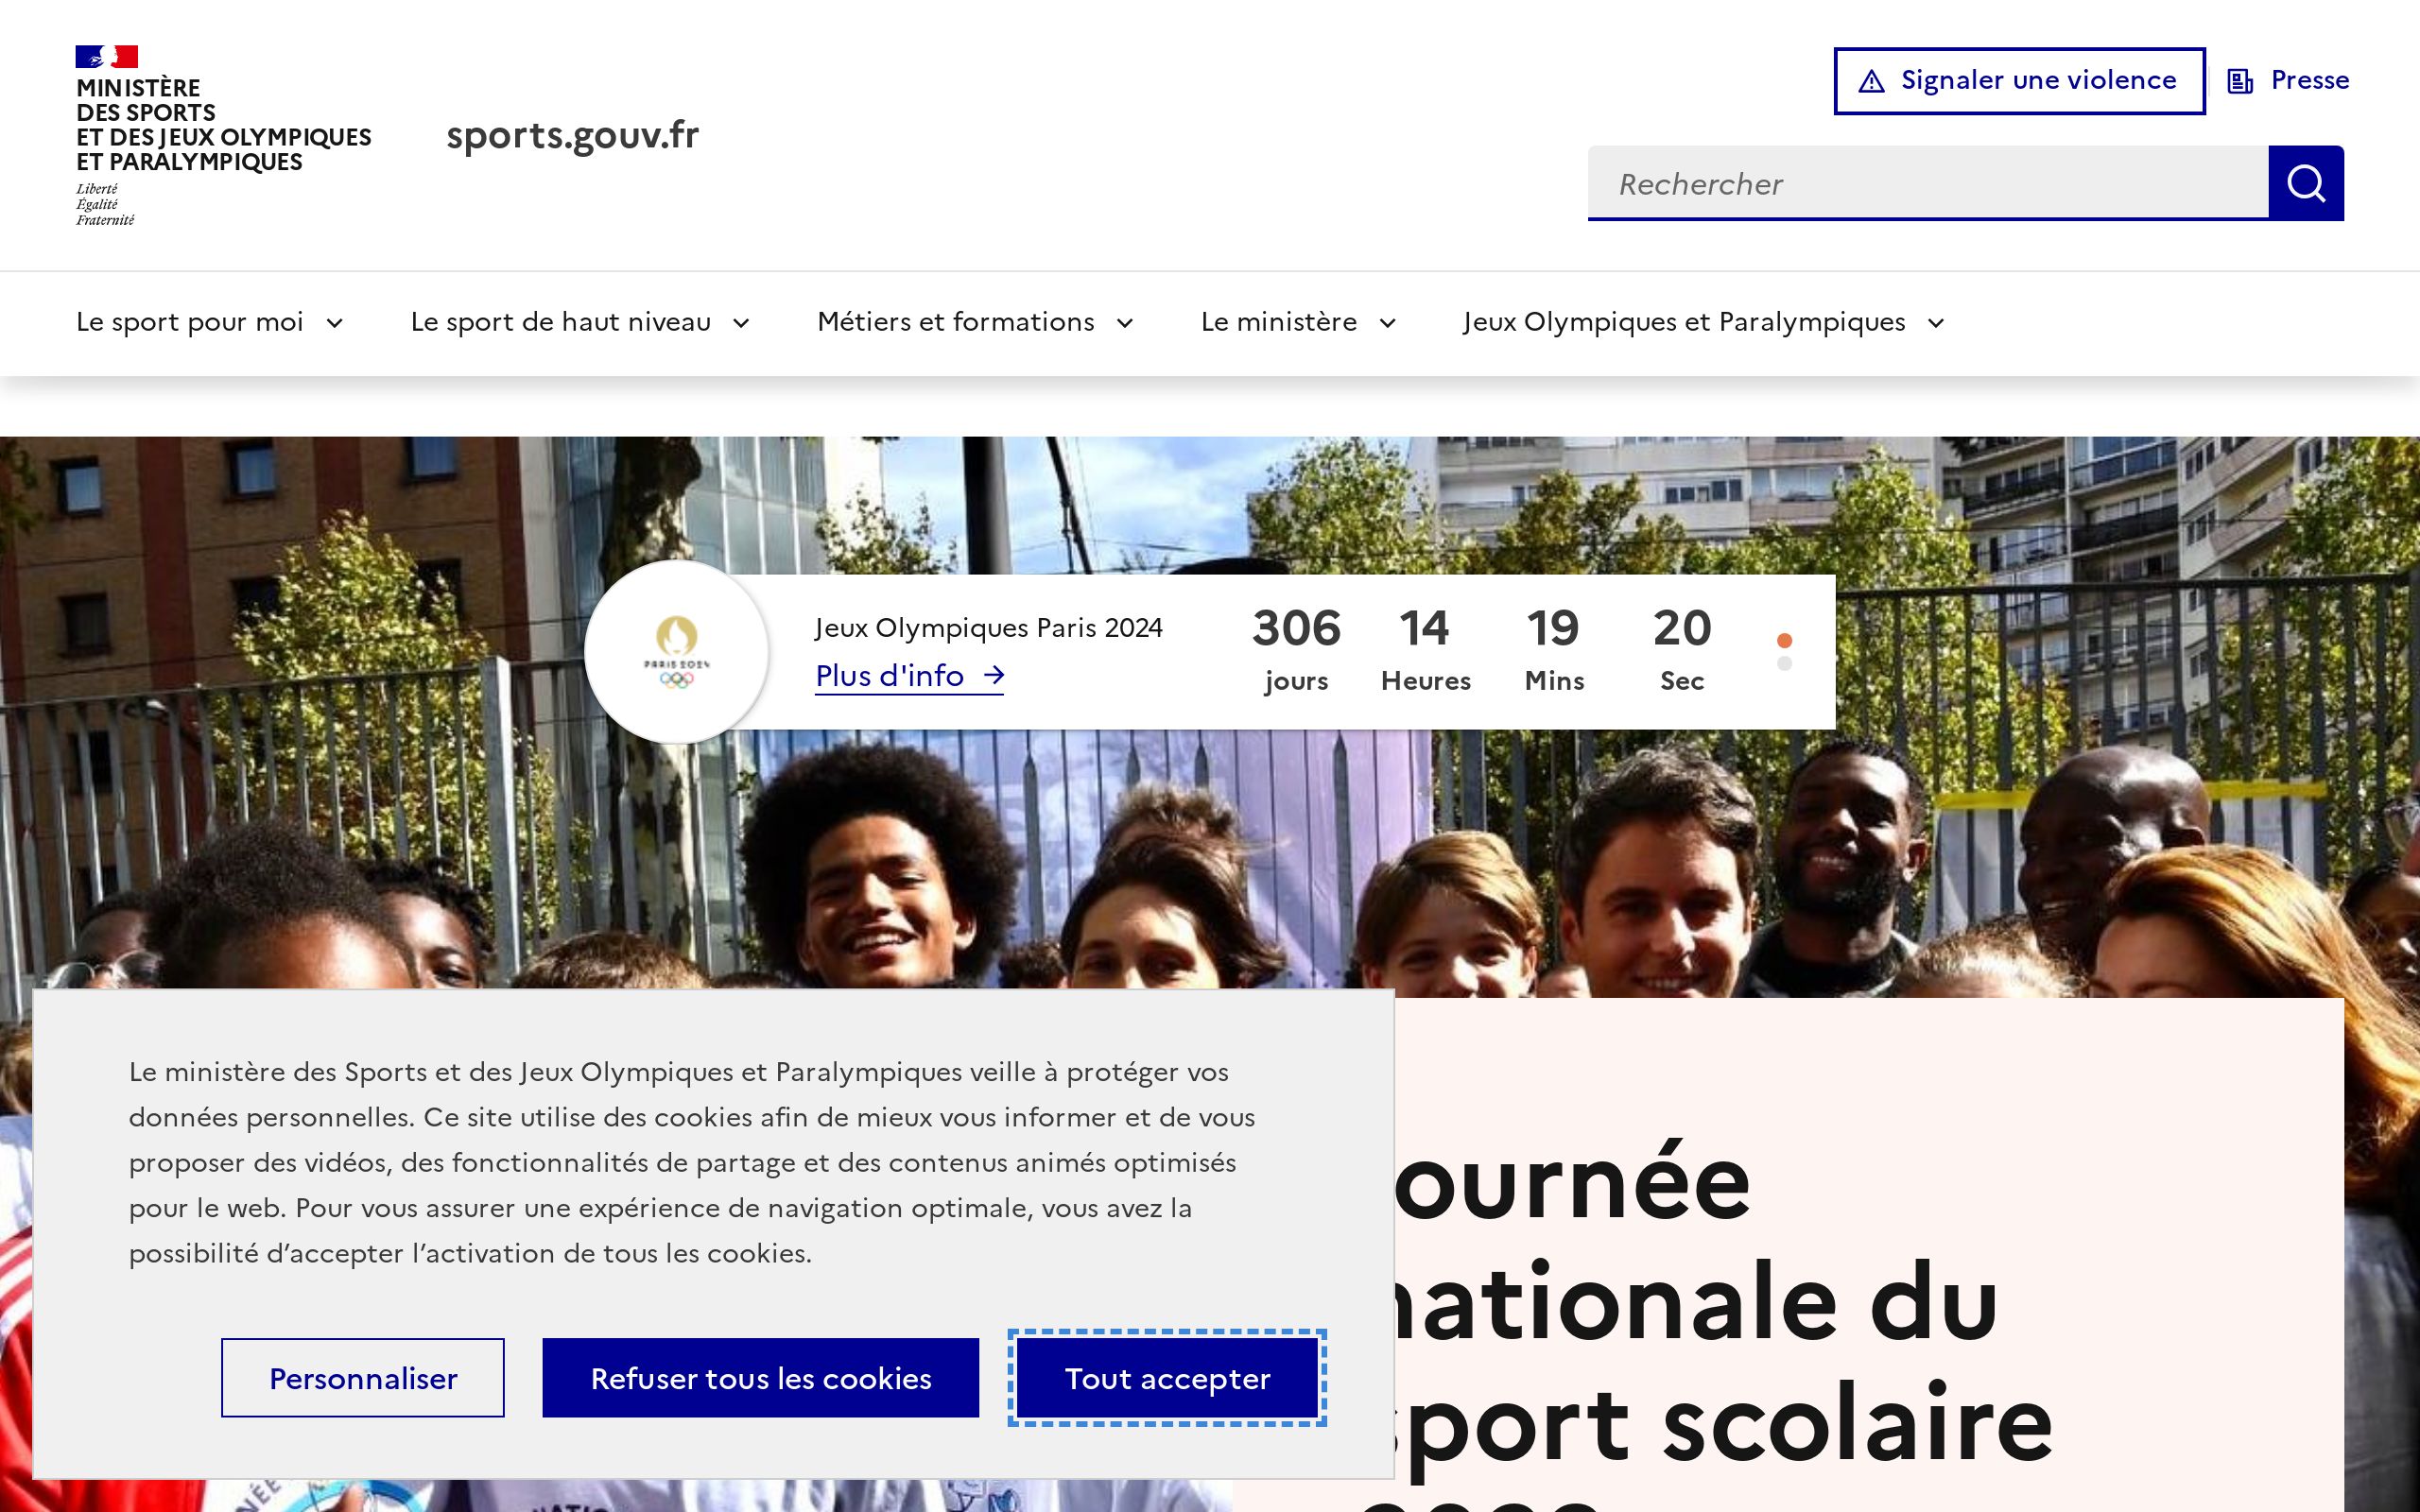 MINISTÈRE
DES SPORTS
ET DES JEUX OLYMPIQUES
ET PARALYMPIQUES
Liberté
Égalité
Fraternité
sports.gouv.fr
Signaler une violence
Presse
Rechercher
Le sport pour moi
Le sport de haut niveau
Métiers et formations
Le ministère
Jeux Olympiques et Paralympiques
PARIS 2024
Jeux Olympiques Paris 2024
Plus d'info
306 14 19 20
jours Heures Mins Sec
Le ministère des Sports et des Jeux Olympiques et Paralympiques veille à protéger vos
données personnelles. Ce site utilise des cookies afin de mieux vous informer et de vous
proposer des vidéos, des fonctionnalités de partage et des contenus animés optimisés
pour le web. Pour vous assurer une expérience de navigation optimale, vous avez la
possibilité d’accepter l’activation de tous les cookies.
Personnaliser
Refuser tous les cookies
Tout accepter
ournée
nationale du
sport scolaire